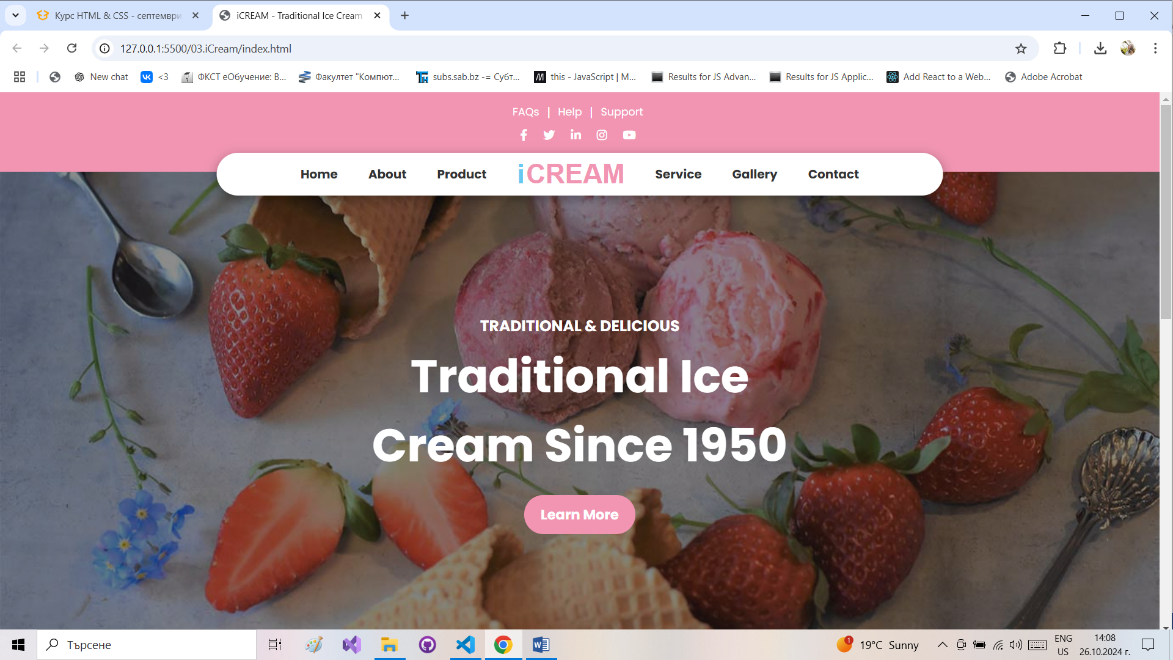 Курс HTML & CSS - септември
iCREAM - Traditional Ice Cream
127.0.0.1:5500/03.iCream/index.html
New chat
<3
ФКСТ еОбучение: В...
Факултет "Компют...
subs.sab.bz -= Субт...
this - JavaScript | M...
Results for JS Advan...
Results for JS Applic...
Add React to a Web...
Adobe Acrobat
FAQs | Help | Support
Home About Product iCREAM Service Gallery Contact
TRADITIONAL & DELICIOUS
Traditional Ice
Cream Since 1950
Learn More
Търсене
1
19°C Sunny
ENG
US
14:08
26.10.2024 г.